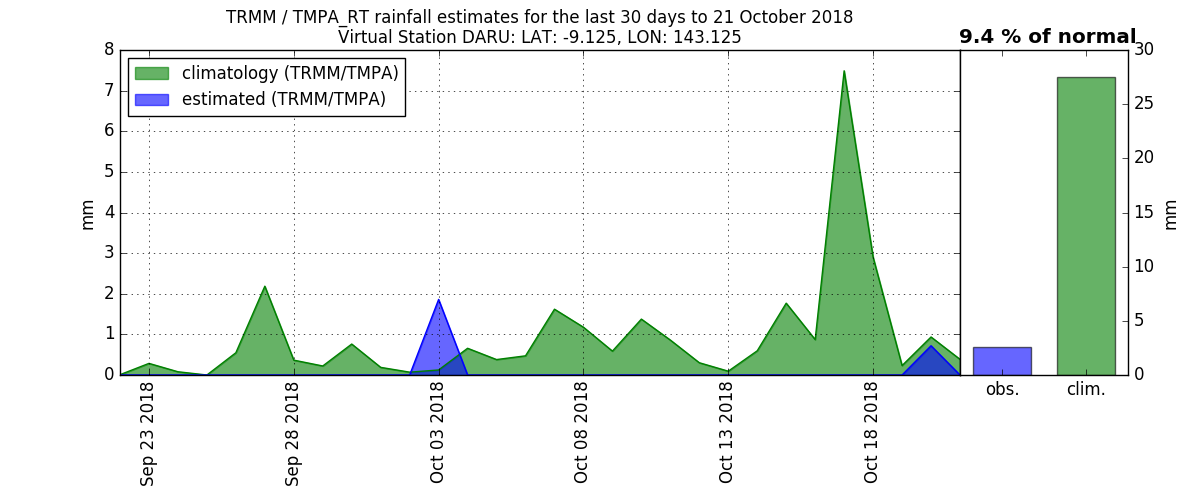 TRMM / TMPA_RT rainfall estimates for the last 30 days to 21 October 2018
Virtual Station DARU: LAT: -9.125, LON: 143.125
9.4 % of normal
climatology (TRMM/TMPA)
estimated (TRMM/TMPA)
8
7
6
5
4
3
2
1
0
mm
Sep 23 2018
Sep 28 2018
Oct 03 2018
Oct 08 2018
Oct 13 2018
Oct 18 2018
obs.
clim.
30
25
20
15
10
5
0
mm